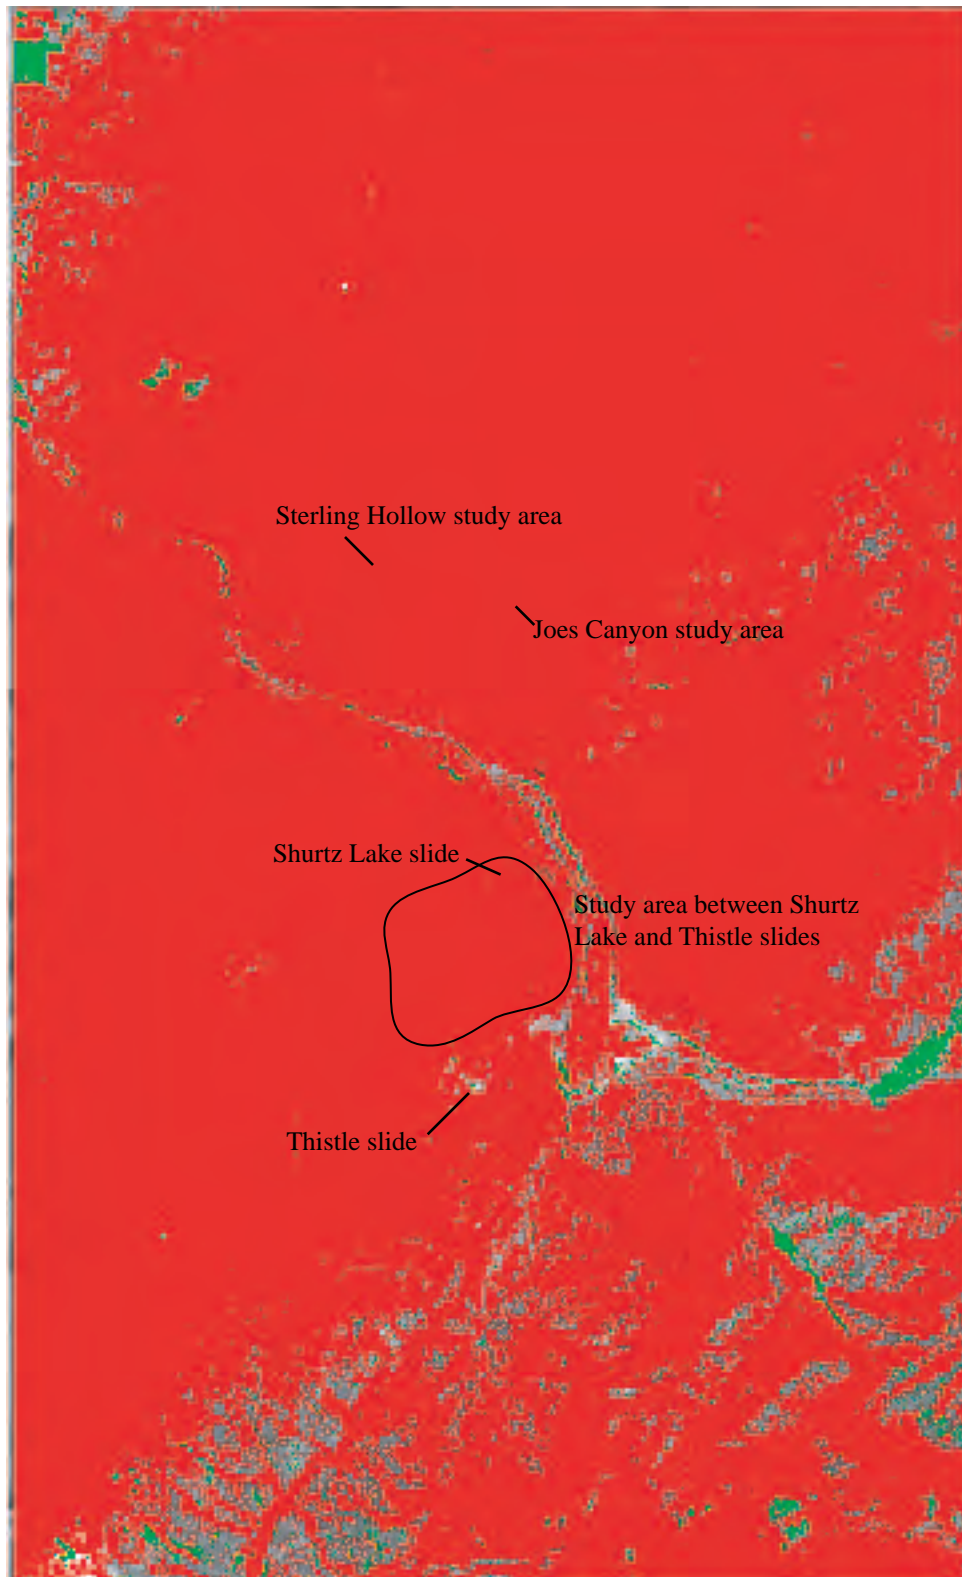 Sterling Hollow study area
Joes Canyon study area
Shurtz Lake slide
Study area between Shurtz
Lake and Thistle slides
Thistle slide